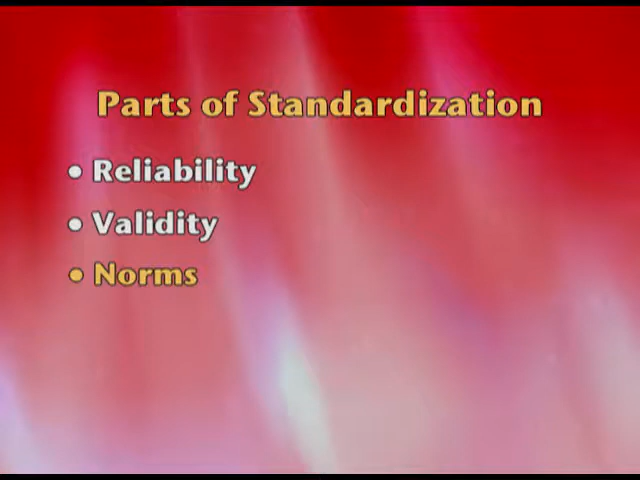 Parts of Standardization
• Reliability
• Validity
• Norms